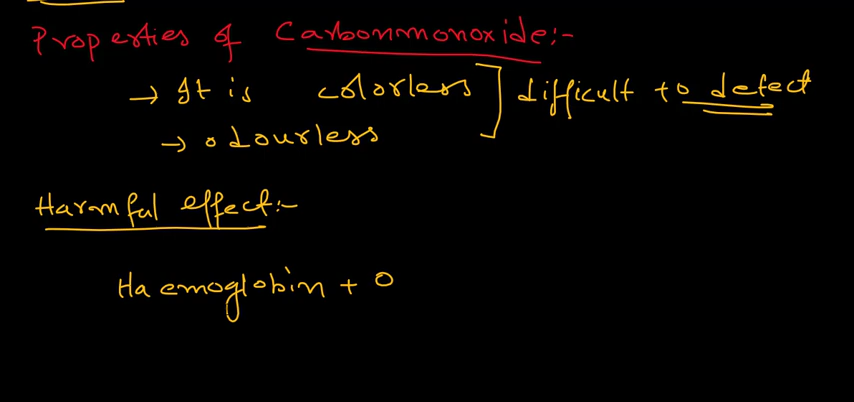 Properties of Carbonmonoxide:-
→ It is colorless ] difficult to defect
→ odourless
Harmful effect:-
Haemoglobin + O